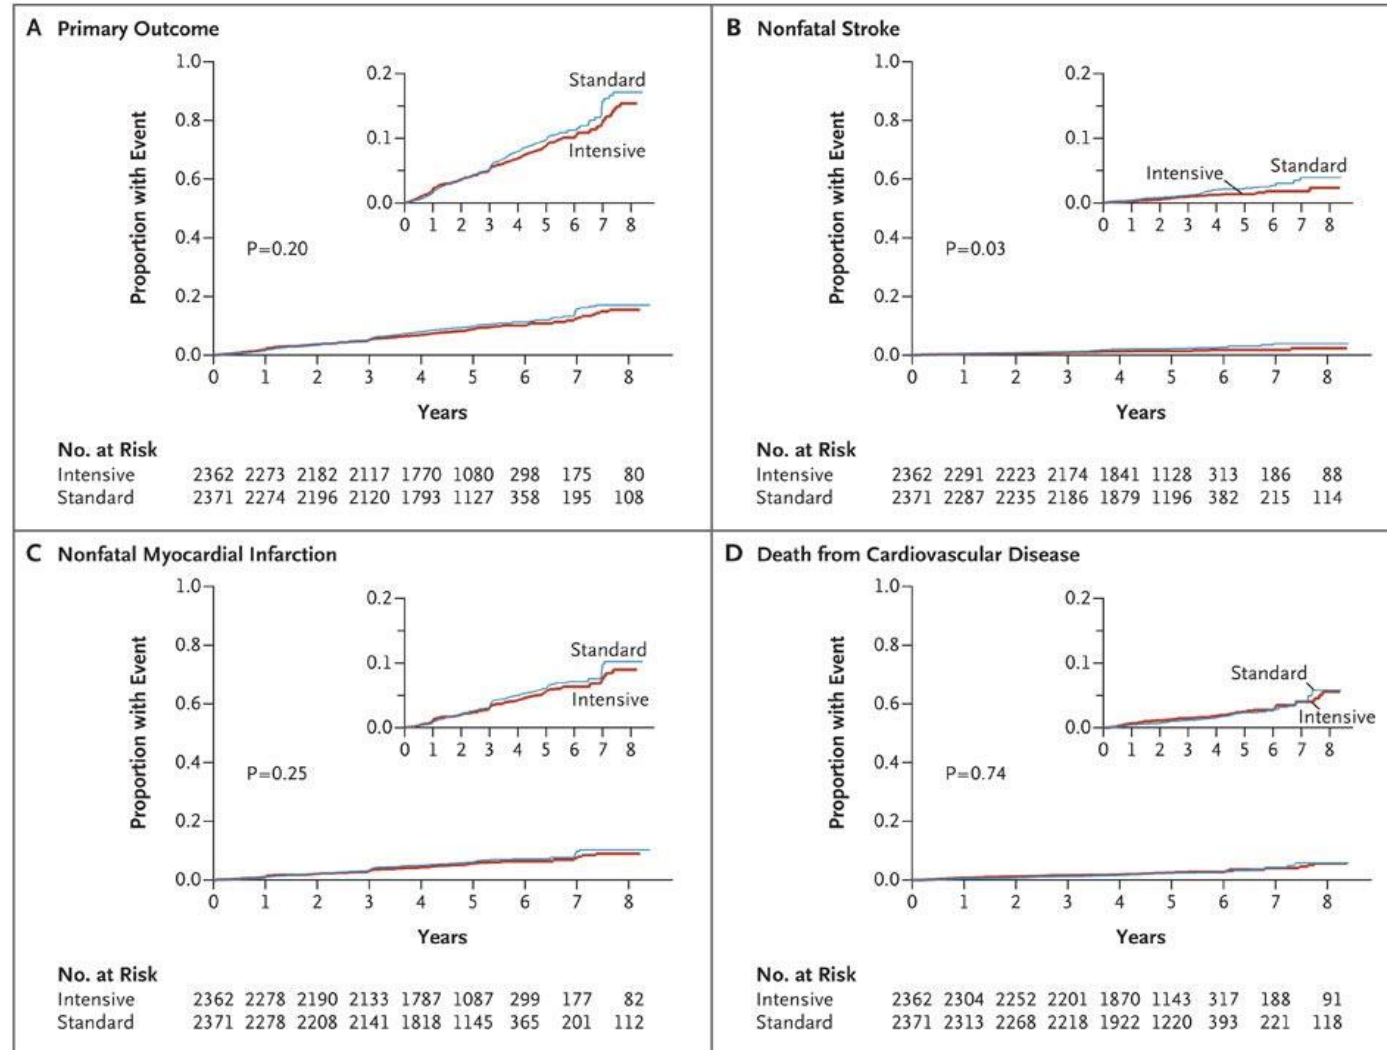 A Primary Outcome
1.0
0.8
0.6
0.4
0.2
0.0
Proportion with Event
0.2
0.1
0.0
Standard
Intensive
0 1 2 3 4 5 6 7 8
P=0.20
0 1 2 3 4 5 6 7 8
Years
No. at Risk
Intensive 2362 2273 2182 2117 1770 1080 298 175 80
Standard 2371 2274 2196 2120 1793 1127 358 195 108
B Nonfatal Stroke
1.0
0.8
0.6
0.4
0.2
0.0
Proportion with Event
0.2
0.1
0.0
Intensive
Standard
0 1 2 3 4 5 6 7 8
P=0.03
0 1 2 3 4 5 6 7 8
Years
No. at Risk
Intensive 2362 2291 2223 2174 1841 1128 313 186 88
Standard 2371 2287 2235 2186 1879 1196 382 215 114
C Nonfatal Myocardial Infarction
1.0
0.8
0.6
0.4
0.2
0.0
Proportion with Event
0.2
0.1
0.0
Standard
Intensive
0 1 2 3 4 5 6 7 8
P=0.25
0 1 2 3 4 5 6 7 8
Years
No. at Risk
Intensive 2362 2278 2190 2133 1787 1087 299 177 82
Standard 2371 2278 2208 2141 1818 1145 365 201 112
D Death from Cardiovascular Disease
1.0
0.8
0.6
0.4
0.2
0.0
Proportion with Event
0.2
0.1
0.0
Standard
Intensive
0 1 2 3 4 5 6 7 8
P=0.74
0 1 2 3 4 5 6 7 8
Years
No. at Risk
Intensive 2362 2304 2252 2201 1870 1143 317 188 91
Standard 2371 2313 2268 2218 1922 1220 393 221 118